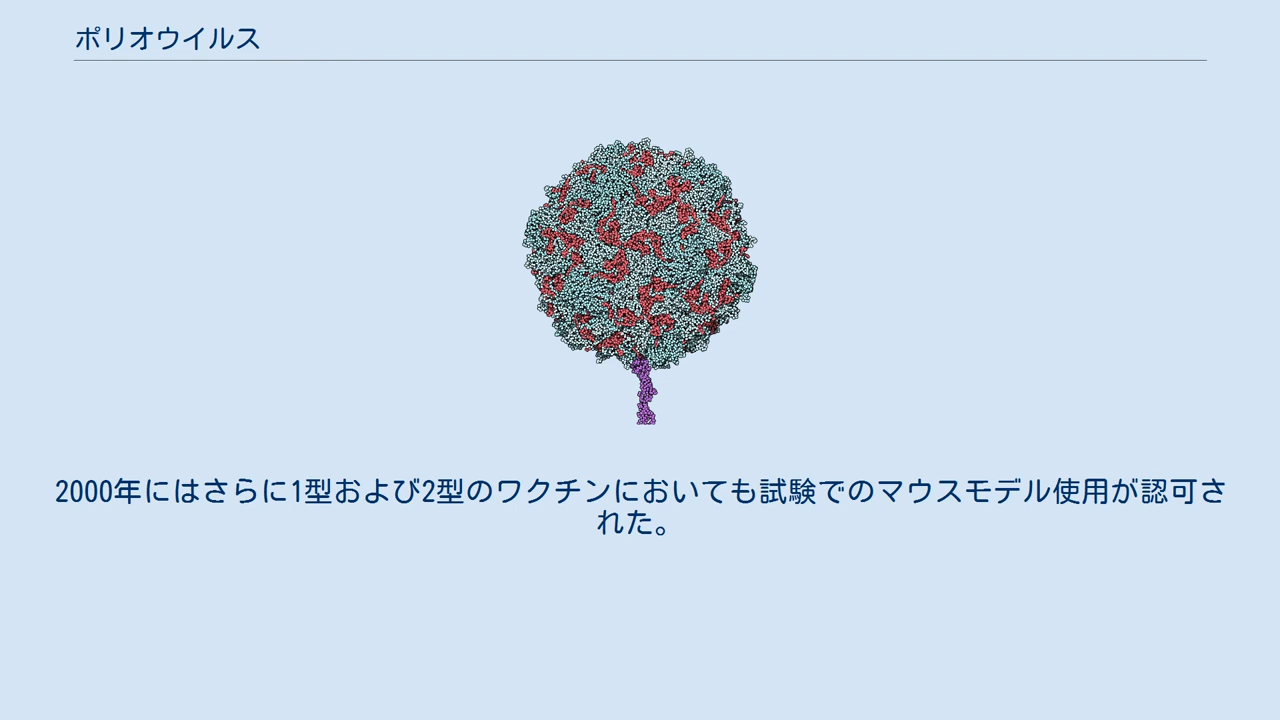 ポリオウイルス
2000年にはさらに1型および2型のワクチンにおいても試験でのマウスモデル使用が認可さ
れた。